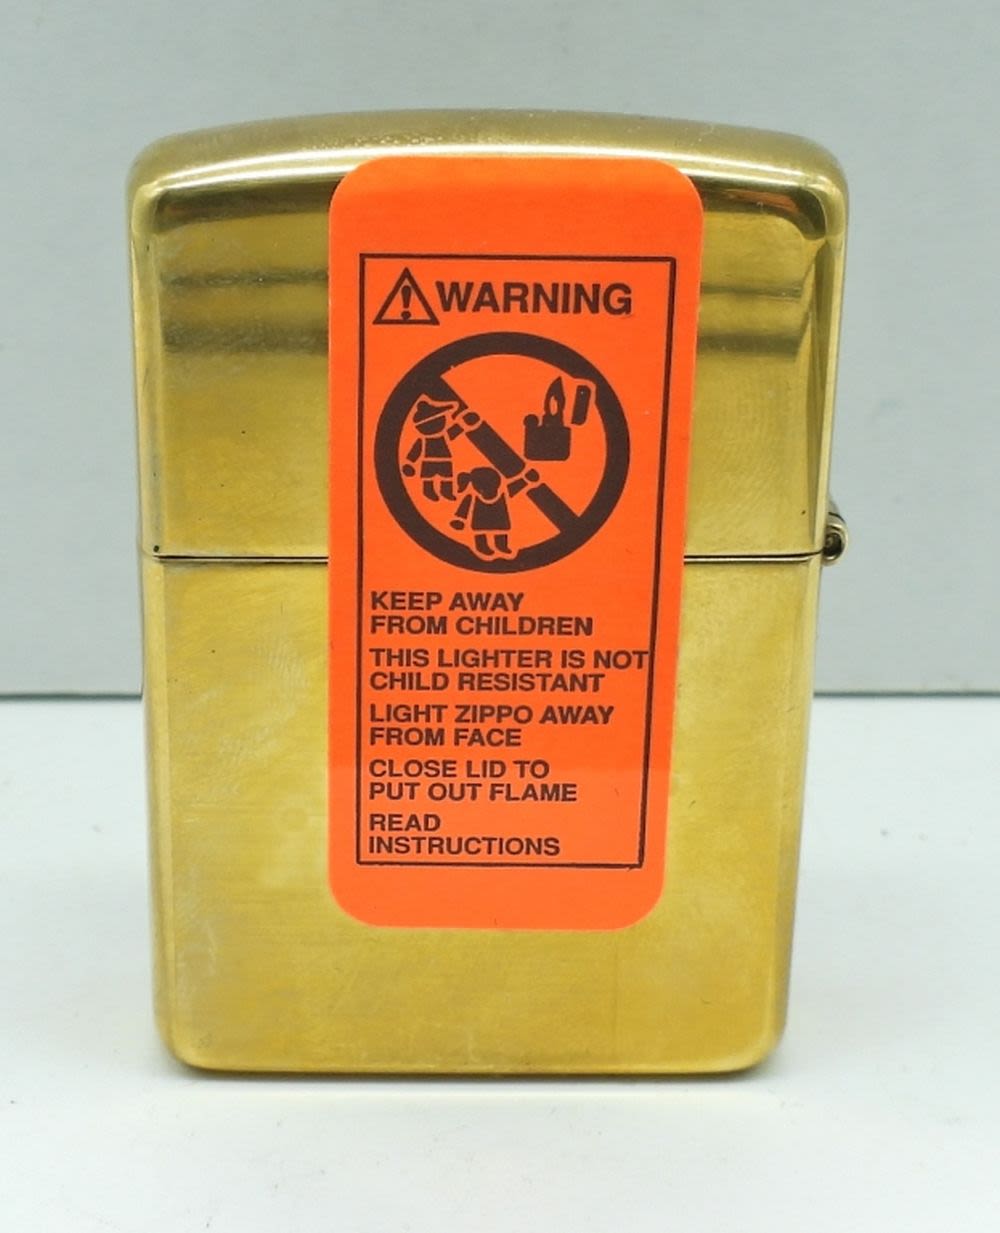 WARNING
KEEP AWAY
FROM CHILDREN
THIS LIGHTER IS NOT
CHILD RESISTANT
LIGHT ZIPPO AWAY
FROM FACE
CLOSE LID TO
PUT OUT FLAME
READ
INSTRUCTIONS